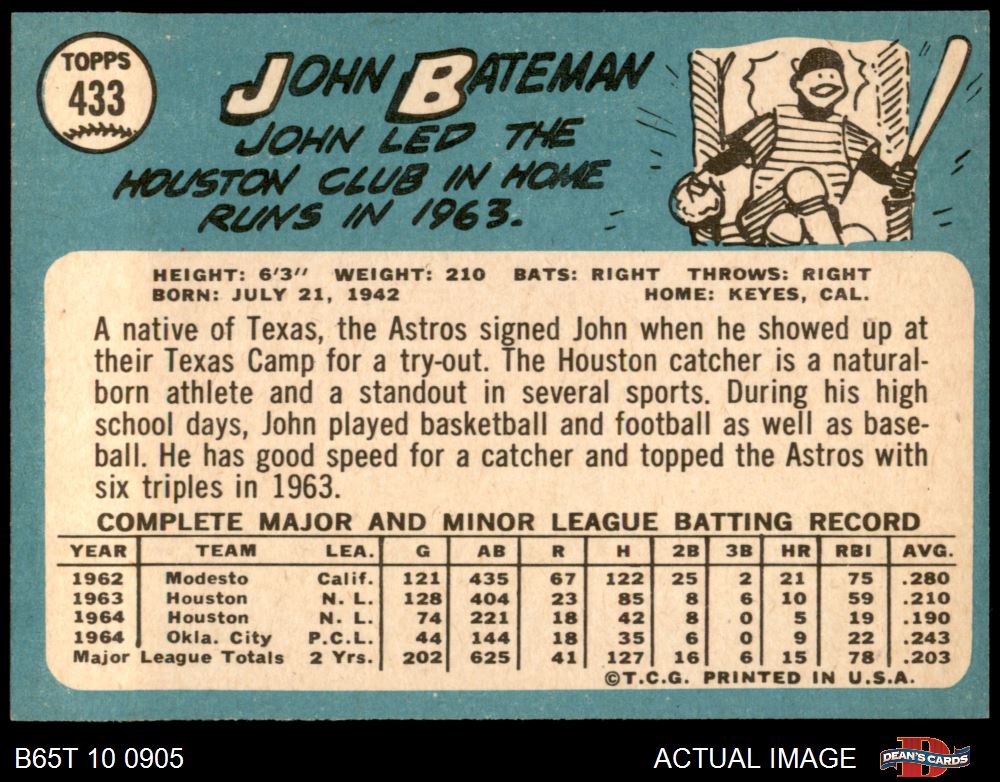 TOPPS
433
JOHN BATEMAN
JOHN LED THE
HOUSTON CLUB IN HOME
RUNS IN 1963.
HEIGHT: 6'3" WEIGHT: 210 BATS: RIGHT THROWS: RIGHT
BORN: JULY 21, 1942 HOME: KEYES, CAL.
A native of Texas, the Astros signed John when he showed up at
their Texas Camp for a try-out. The Houston catcher is a natural-
born athlete and a standout in several sports. During his high
school days, John played basketball and football as well as base-
ball. He has good speed for a catcher and topped the Astros with
six triples in 1963.
COMPLETE MAJOR AND MINOR LEAGUE BATTING RECORD
YEAR TEAM LEA. G AB R H 2B 3B HR RBI AVG.
1962 Modesto Calif. 121 435 67 122 25 2 21 75 .280
1963 Houston N. L. 128 404 23 85 8 6 10 59 .210
1964 Houston N. L. 74 221 18 42 8 0 5 19 .190
1964 Okla. City P.C.L. 44 144 18 35 6 0 9 22 .243
Major League Totals 2 Yrs. 202 625 41 127 16 6 15 78 .203
©T.C.G. PRINTED IN U.S.A.
B65T 10 0905 ACTUAL IMAGE DEAN'S CARDS